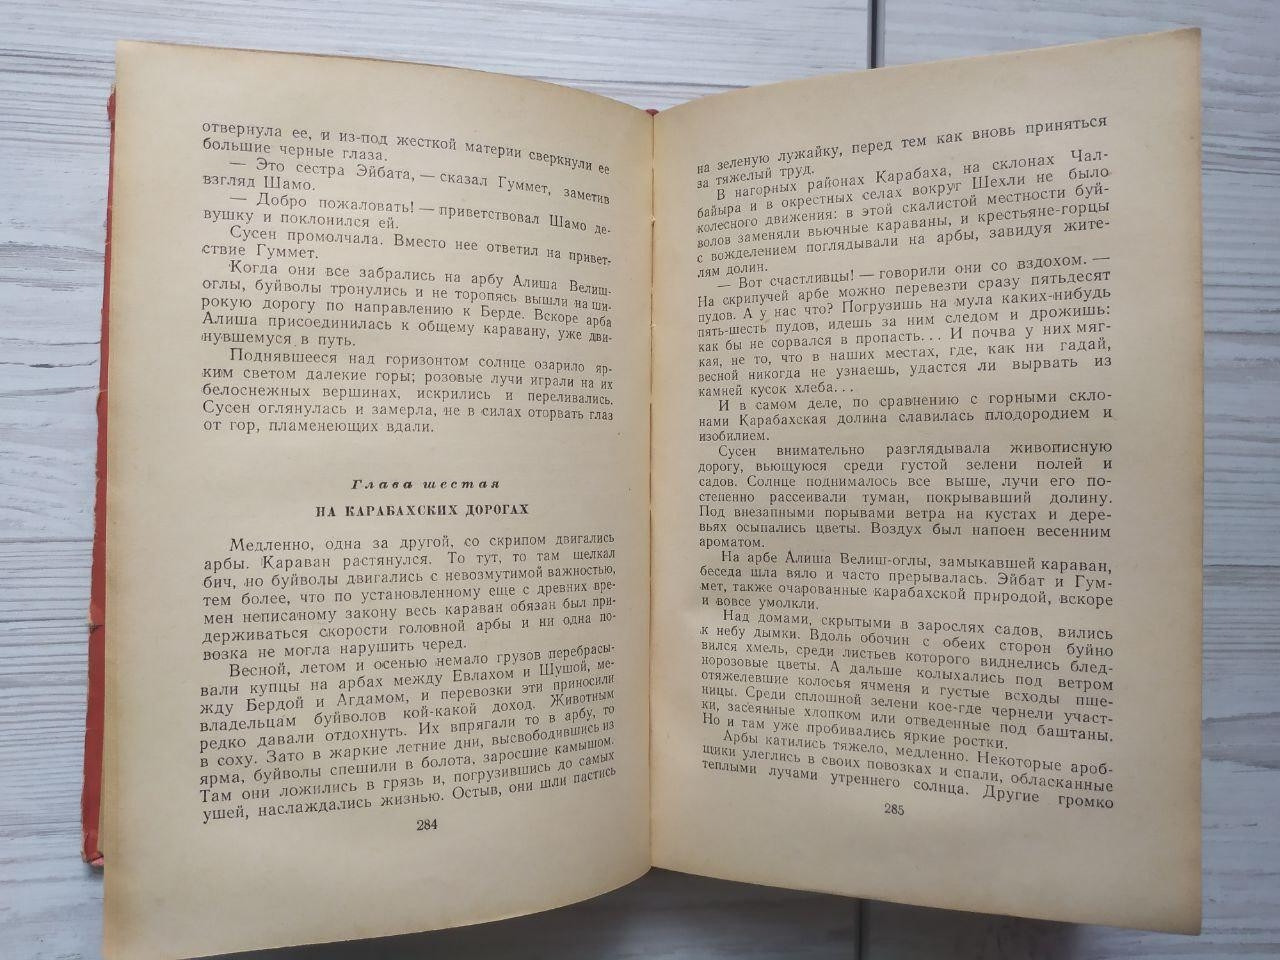 отвернула ее, и из-под жесткой материи сверкнули ее
большие черные глаза.
— Это сестра Эйбата, — сказал Гуммет, заметив
взгляд Шамо.
— Добро пожаловать! — приветствовал Шамо де-
вушку и поклонился ей.
Сусен промолчала. Вместо нее ответил на привет-
ствие Гуммет.
Когда они все забрались на арбу Алиша Велиш-
оглы, буйволы тронулись и не торопясь вышли на ши-
рокую дорогу по направлению к Берде. Вскоре арба
Алиша присоединилась к общему каравану, уже дви-
нувшемуся в путь.
Поднявшееся над горизонтом солнце озарило яр-
ким светом далекие горы; розовые лучи играли на их
белоснежных вершинах, искрились и переливались.
Сусен оглянулась и замерла, не в силах оторвать глаз
от гор, пламенеющих вдали.
Глава шестая
НА КАРАБАХСКИХ ДОРОГАХ
Медленно, одна за другой, со скрипом двигались
арбы. Караван растянулся. То тут, то там щелкал
бич, но буйволы двигались с невозмутимой важностью,
тем более, что по установленному еще с древних вре-
мен неписаному закону весь караван обязан был при-
держиваться скорости головной арбы и ни одна по-
возка не могла нарушить черед.
Весной, летом и осенью немало грузов перебрасы-
вали купцы на арбах между Евлахом и Шушой, ме-
жду Бердой и Агдамом, и перевозки эти приносили
владельцам буйволов кой-какой доход. Животным
редко давали отдохнуть. Их впрягали то в арбу, то
в соху. Зато в жаркие летние дни, высвободившись из
ярма, буйволы спешили в болота, заросшие камышом.
Там они ложились в грязь и, погрузившись до самых
ушей, наслаждались жизнью. Остыв, они шли пастись
284
на зеленую лужайку, перед тем как вновь приняться
за тяжелый труд.
В нагорных районах Карабаха, на склонах Чал-
байыра и в окрестных селах вокруг Шехли не было
колесного движения: в этой скалистой местности буй-
волов заменяли вьючные караваны, и крестьяне-горцы
с вожделением поглядывали на арбы, завидуя жите-
лям долин.
— Вот счастливцы! — говорили они со вздохом. —
На скрипучей арбе можно перевезти сразу пятьдесят
пудов. А у нас что? Погрузишь на мула каких-нибудь
пять-шесть пудов, идешь за ним следом и дрожишь:
как бы не сорвался в пропасть... И почва у них мяг-
кая, не то, что в наших местах, где, как ни гадай,
весной никогда не узнаешь, удастся ли вырвать из
камней кусок хлеба...
И в самом деле, по сравнению с горными скло-
нами Карабахская долина славилась плодородием и
изобилием.
Сусен внимательно разглядывала живописную
дорогу, вьющуюся среди густой зелени полей и
садов. Солнце поднималось все выше, лучи его по-
степенно рассеивали туман, покрывавший долину.
Под внезапными порывами ветра на кустах и дере-
вьях осыпались цветы. Воздух был напоен весенним
ароматом.
На арбе Алиша Велиш-оглы, замыкавшей караван,
беседа шла вяло и часто прерывалась. Эйбат и Гум-
мет, также очарованные карабахской природой, вскоре
и вовсе умолкли.
Над домами, скрытыми в зарослях садов, вились
к небу дымки. Вдоль обочин с обеих сторон буйно
вился хмель, среди листьев которого виднелись блед-
норозовые цветы. А дальше колыхались под ветром
отяжелевшие колосья ячменя и густые всходы пше-
ницы. Среди сплошной зелени кое-где чернели участ-
ки, засеянные хлопком или отведенные под баштаны.
Но и там уже пробивались яркие ростки.
Арбы катились тяжело, медленно. Некоторые ароб-
щики улеглись в своих повозках и спали, обласканные
теплыми лучами утреннего солнца. Другие громко
285